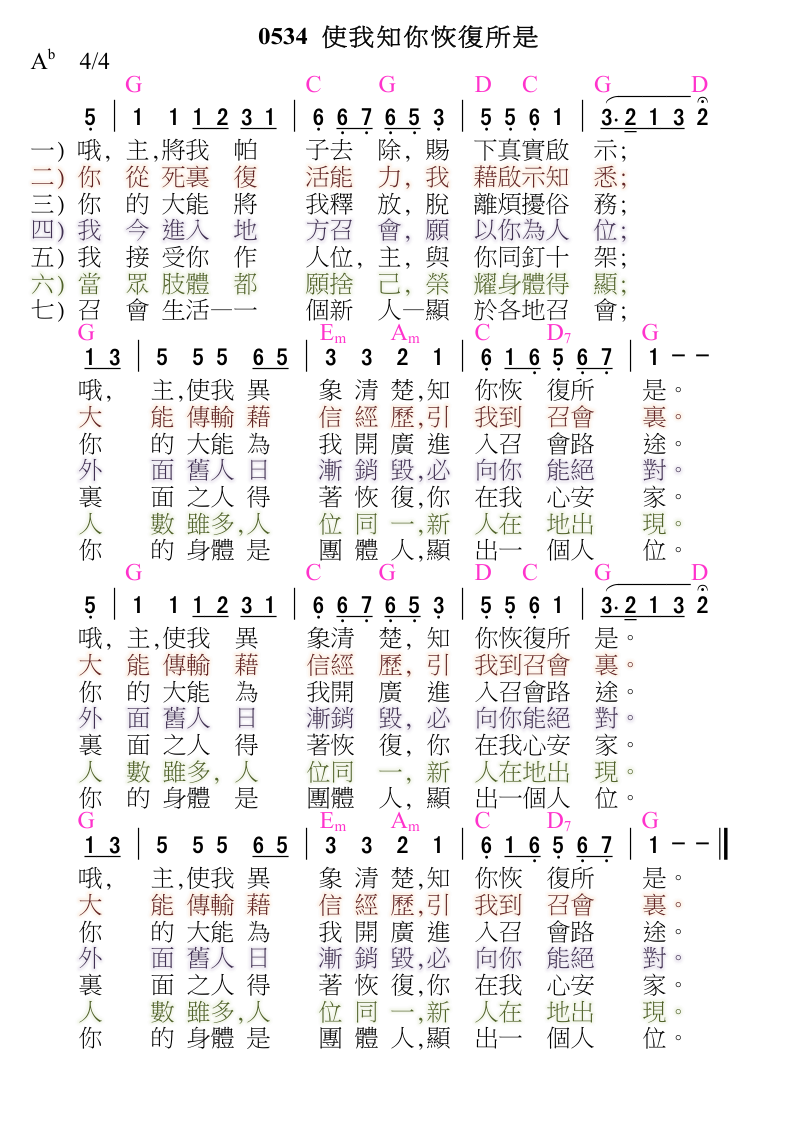 0534 使我知你恢復所是
A♭ 4/4
G C G D C G D
5 | 1 1 1 2 3 1 | 6 6 7 6 5 3 | 5 5 6 1 | 3. 2 1 3 2
一) 哦, 主,將我 帕 子去 除, 賜 下真實啟 示;
二) 你 從 死裏 復 活能 力, 我 藉啟示知 悉;
三) 你 的 大能 將 我釋 放, 脫 離煩擾俗 務;
四) 我 今 進入 地 方召 會, 願 以你為人 位;
五) 我 接 受你 作 人位, 主, 與 你同釘十 架;
六) 當 眾 肢體 都 願捨 己, 榮 耀身體得 顯;
七) 召 會 生活—一 個新 人—顯 於各地召 會;
G Em Am C D7 G
1 3 | 5 5 5 6 5 | 3 3 2 1 | 6 1 6 5 6 7 | 1 – –
哦, 主,使我 異 象 清 楚,知 你恢 復所 是。
大 能 傳輸 藉 信 經 歷,引 我到 召會 裏。
你 的 大能 為 我 開 廣 進 入召 會路 途。
外 面 舊人 日 漸 銷 毀,必 向你 能絕 對。
裏 面 之人 得 著 恢 復,你 在我 心安 家。
人 數 雖多,人 位 同 一,新 人在 地出 現。
你 的 身體 是 團 體 人,顯 出一 個人 位。
G C G D C G D
5 | 1 1 1 2 3 1 | 6 6 7 6 5 3 | 5 5 6 1 | 3. 2 1 3 2
哦, 主,使我 異 象清 楚, 知 你恢復所 是。
大 能 傳輸 藉 信經 歷, 引 我到召會 裏。
你 的 大能 為 我開 廣 進 入召會路 途。
外 面 舊人 日 漸銷 毀, 必 向你能絕 對。
裏 面 之人 得 著恢 復, 你 在我心安 家。
人 數 雖多, 人 位同 一, 新 人在地出 現。
你 的 身體 是 團體 人, 顯 出一個人 位。
G Em Am C D7 G
1 3 | 5 5 5 6 5 | 3 3 2 1 | 6 1 6 5 6 7 | 1 – – ‖
哦, 主,使我 異 象 清 楚,知 你恢 復所 是。
大 能 傳輸 藉 信 經 歷,引 我到 召會 裏。
你 的 大能 為 我 開 廣 進 入召 會路 途。
外 面 舊人 日 漸 銷 毀,必 向你 能絕 對。
裏 面 之人 得 著 恢 復,你 在我 心安 家。
人 數 雖多,人 位 同 一,新 人在 地出 現。
你 的 身體 是 團 體 人,顯 出一 個人 位。